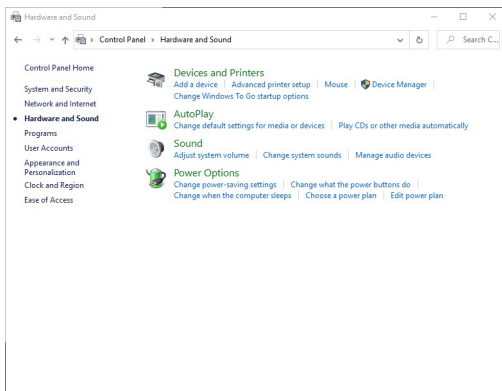 Hardware and Sound
Control Panel > Hardware and Sound
Search C...
Control Panel Home
System and Security
Network and Internet
Hardware and Sound
Programs
User Accounts
Appearance and
Personalization
Clock and Region
Ease of Access
Devices and Printers
Add a device | Advanced printer setup | Mouse | Device Manager |
Change Windows To Go startup options
AutoPlay
Change default settings for media or devices | Play CDs or other media automatically
Sound
Adjust system volume | Change system sounds | Manage audio devices
Power Options
Change power-saving settings | Change what the power buttons do |
Change when the computer sleeps | Choose a power plan | Edit power plan